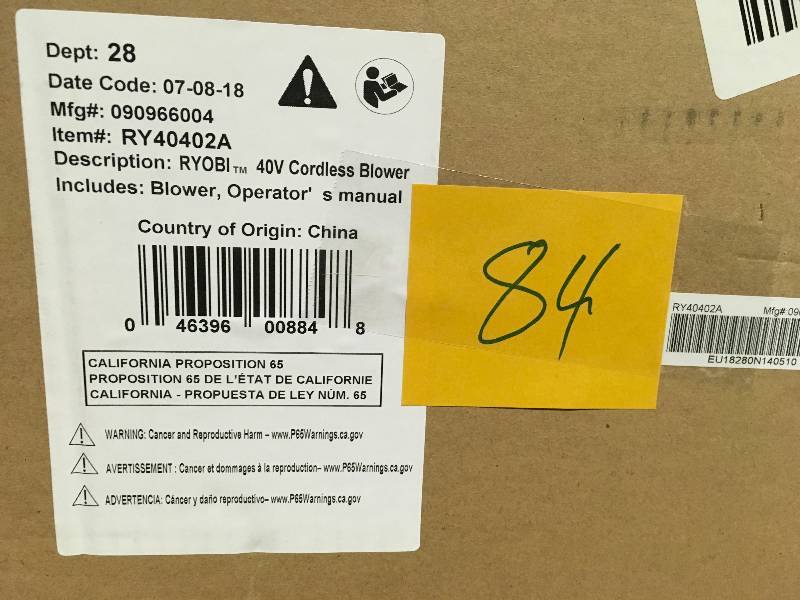 Dept: 28
Date Code: 07-08-18
Mfg#: 090966004
Item#: RY40402A
Description: RYOBI™ 40V Cordless Blower
Includes: Blower, Operator' s manual
Country of Origin: China
0 46396 00884 8
CALIFORNIA PROPOSITION 65
PROPOSITION 65 DE L'ÉTAT DE CALIFORNIE
CALIFORNIA - PROPUESTA DE LEY NÚM. 65
WARNING: Cancer and Reproductive Harm – www.P65Warnings.ca.gov
AVERTISSEMENT : Cancer et dommages à la reproduction– www.P65Warnings.ca.gov
ADVERTENCIA: Cáncer y daño reproductivo– www.P65Warnings.ca.gov
84
RY40402A Mfg# 090
EU18280N140510